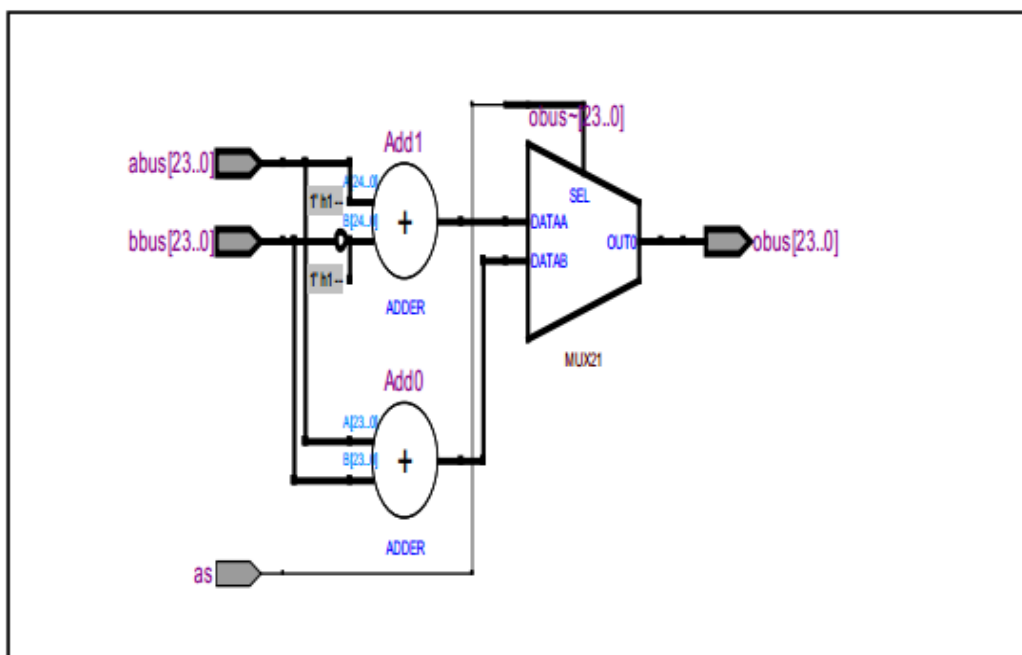 obus~[23..0]
Add1
abus[23..0]
A[24..0]
1' h1 --
SEL
B[24..0]
DATAA
bbus[23..0]
OUT0
obus[23..0]
DATAB
1' h1 --
ADDER
MUX21
Add0
A[23..0]
B[23..0]
ADDER
as